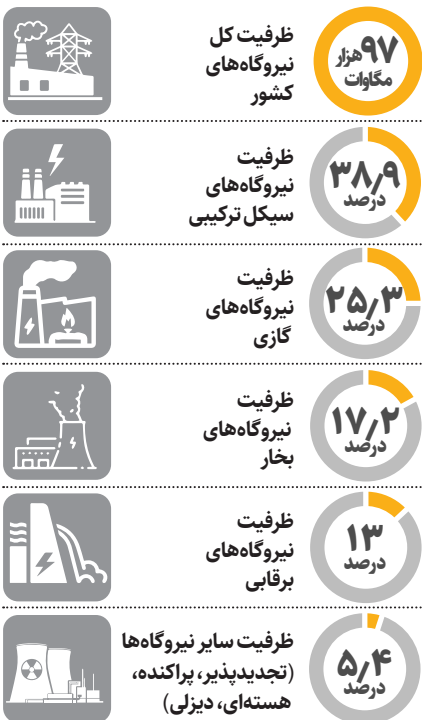 ۹۷هزار
مگاوات
ظرفیت کل
نیروگاه‌های
کشور
۳۸٫۹
درصد
ظرفیت
نیروگاه‌های
سیکل ترکیبی
۲۵٫۳
درصد
ظرفیت
نیروگاه‌های
گازی
۱۷٫۲
درصد
ظرفیت
نیروگاه‌های
بخار
۱۳
درصد
ظرفیت
نیروگاه‌های
برقابی
۵٫۴
درصد
ظرفیت سایر نیروگاه‌ها
(تجدیدپذیر، پراکنده،
هسته‌ای، دیزلی)